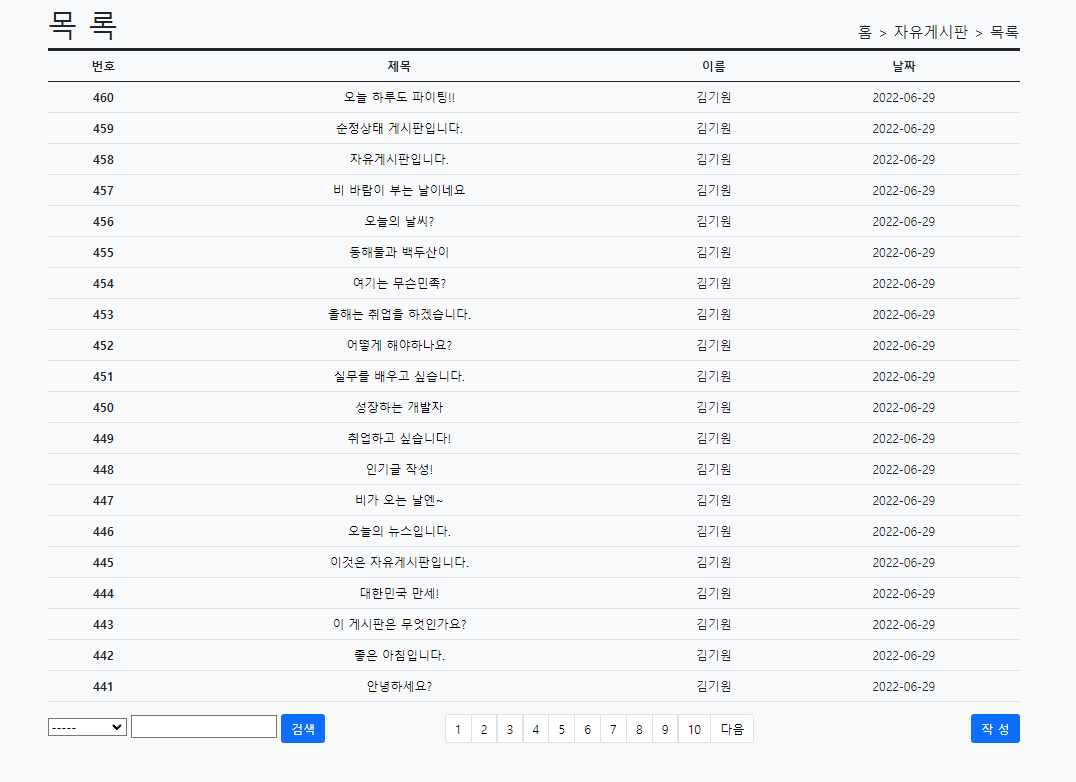 목 록
홈 > 자유게시판 > 목록
번호 제목 이름 날짜
460 오늘 하루도 파이팅!! 김기원 2022-06-29
459 순정상태 게시판입니다. 김기원 2022-06-29
458 자유게시판입니다. 김기원 2022-06-29
457 비 바람이 부는 날이네요 김기원 2022-06-29
456 오늘의 날씨? 김기원 2022-06-29
455 동해물과 백두산이 김기원 2022-06-29
454 여기는 무슨민족? 김기원 2022-06-29
453 올해는 취업을 하겠습니다. 김기원 2022-06-29
452 어떻게 해야하나요? 김기원 2022-06-29
451 실무를 배우고 싶습니다. 김기원 2022-06-29
450 성장하는 개발자 김기원 2022-06-29
449 취업하고 싶습니다! 김기원 2022-06-29
448 인기글 작성! 김기원 2022-06-29
447 비가 오는 날엔~ 김기원 2022-06-29
446 오늘의 뉴스입니다. 김기원 2022-06-29
445 이것은 자유게시판입니다. 김기원 2022-06-29
444 대한민국 만세! 김기원 2022-06-29
443 이 게시판은 무엇인가요? 김기원 2022-06-29
442 좋은 아침입니다. 김기원 2022-06-29
441 안녕하세요? 김기원 2022-06-29
----- 검색 1 2 3 4 5 6 7 8 9 10 다음 작 성